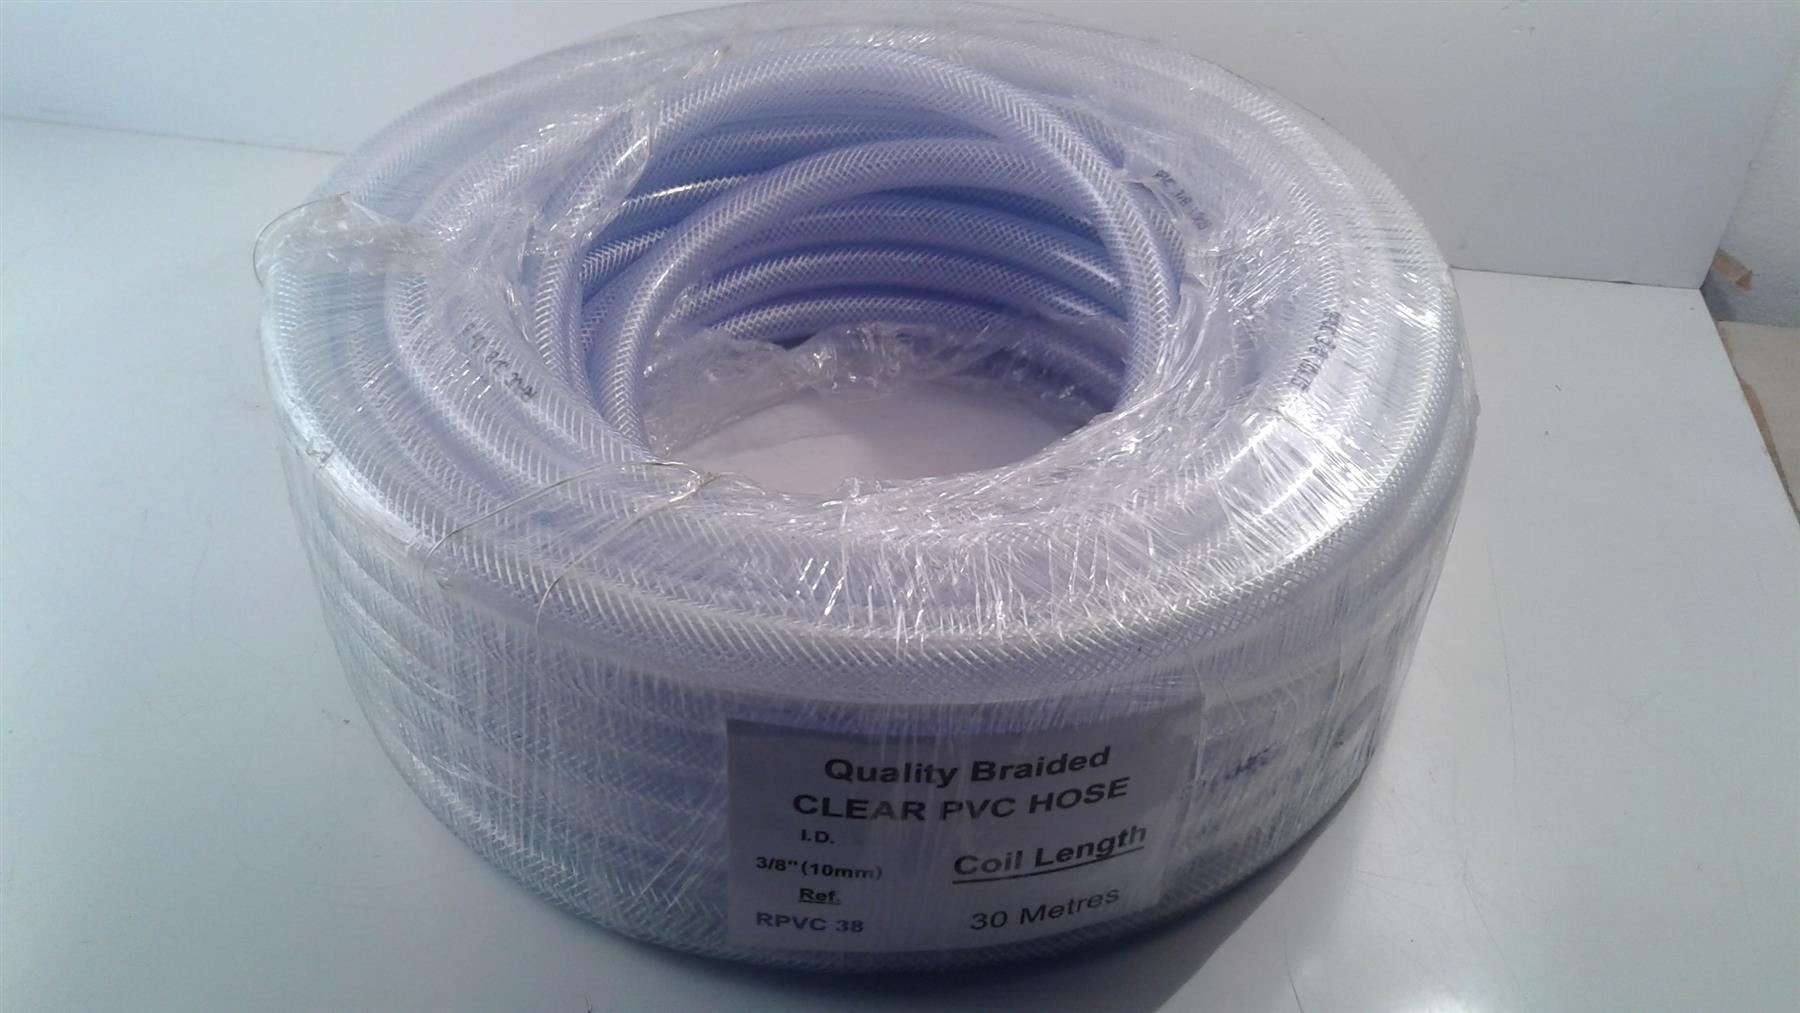 Quality Braided
CLEAR PVC HOSE
I.D.
3/8"(10mm)
Ref.
RPVC 38
Coil Length
30 Metres